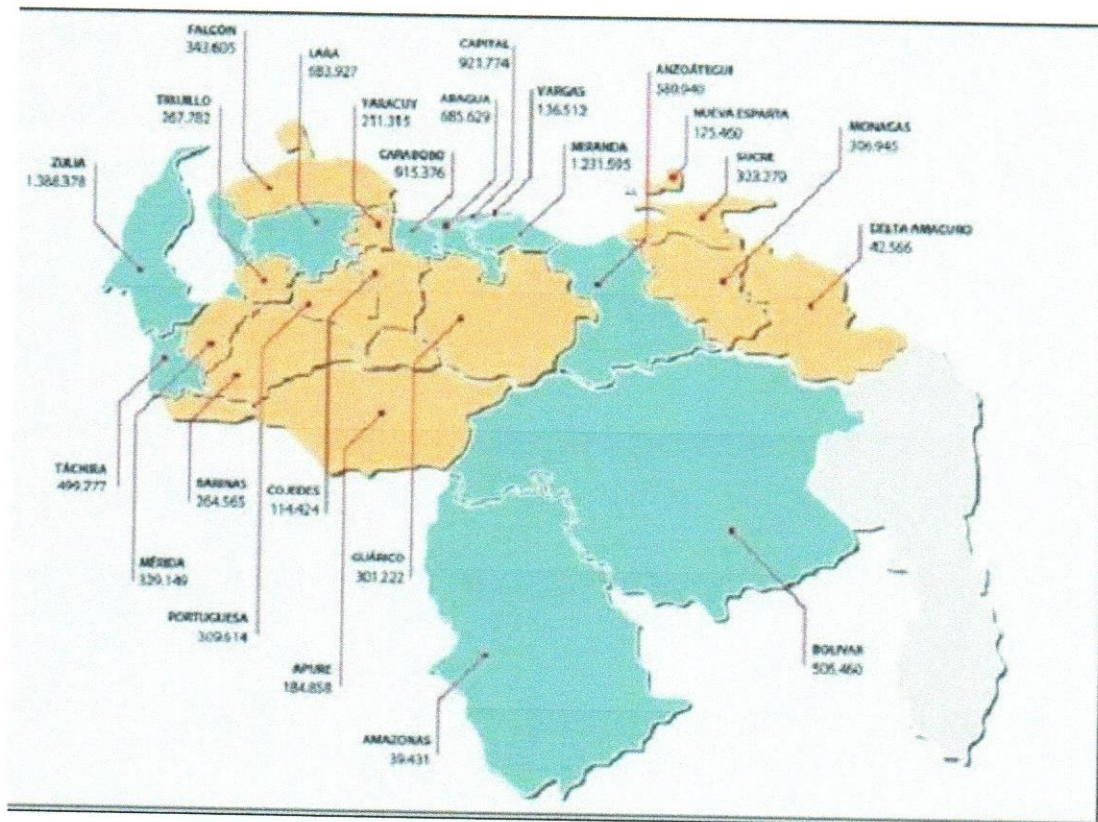 FALCÓN
343.605
LARA
683.927
CAPITAL
921.774
ANZOÁTEGUI
589.940
TRUJILLO
267.782
YARACUY
211.315
ARAGUA
685.629
VARGAS
136.512
NUEVA ESPARTA
175.460
MONAGAS
306.945
ZULIA
1.388.378
CARABOBO
915.376
MIRANDA
1.231.595
SUCRE
323.279
DELTA AMACURO
42.566
TÁCHIRA
499.277
BARINAS
264.565
COJEDES
114.424
MÉRIDA
329.149
GUÁRICO
301.222
PORTUGUESA
309.614
APURE
184.858
BOLÍVAR
505.460
AMAZONAS
39.431